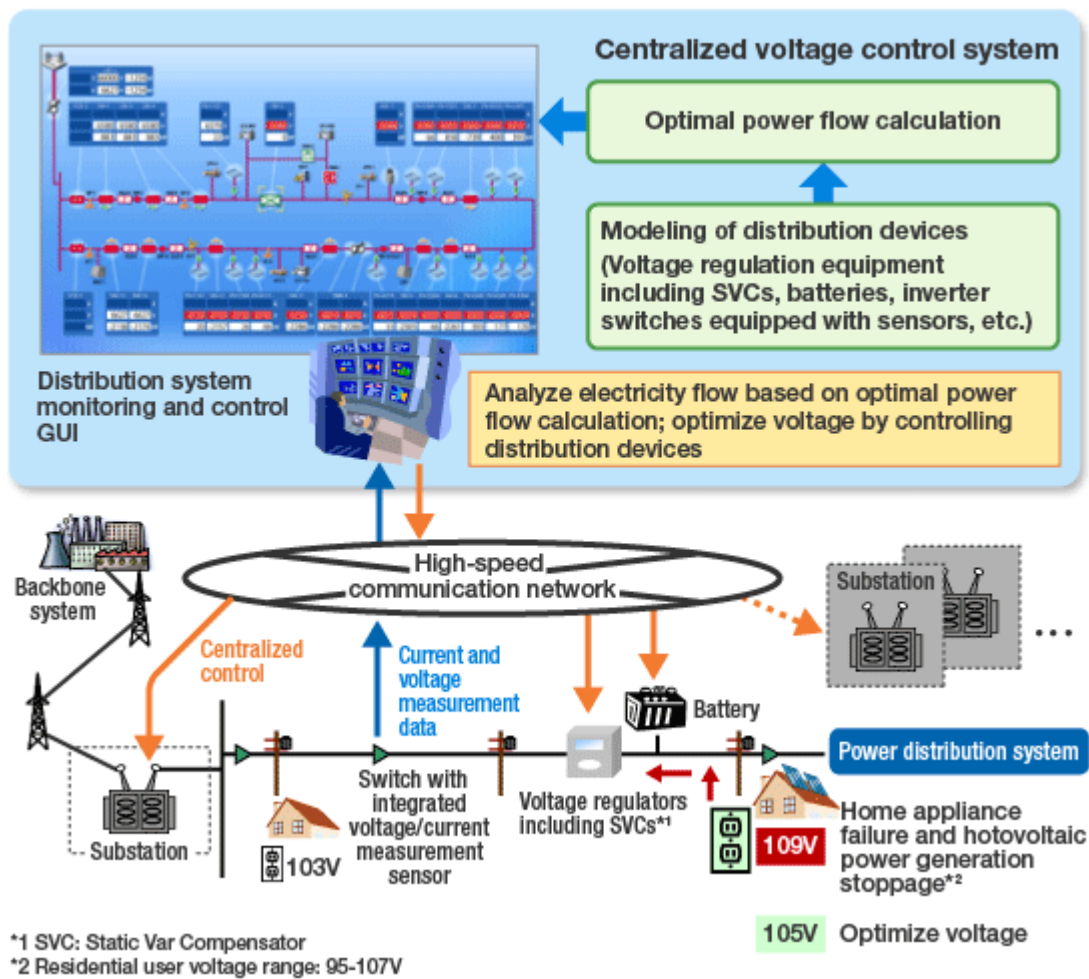 Centralized voltage control system
Optimal power flow calculation
Modeling of distribution devices
(Voltage regulation equipment
including SVCs, batteries, inverter
switches equipped with sensors, etc.)
Distribution system
monitoring and control
GUI
Analyze electricity flow based on optimal power
flow calculation; optimize voltage by controlling
distribution devices
Backbone
system
High-speed
communication network
Substation
...
Centralized
control
Current and
voltage
measurement
data
Battery
Power distribution system
Substation
103V
Switch with
integrated
voltage/current
measurement
sensor
Voltage regulators
including SVCs*1
109V
Home appliance
failure and hotovoltaic
power generation
stoppage*2
105V Optimize voltage
*1 SVC: Static Var Compensator
*2 Residential user voltage range: 95-107V